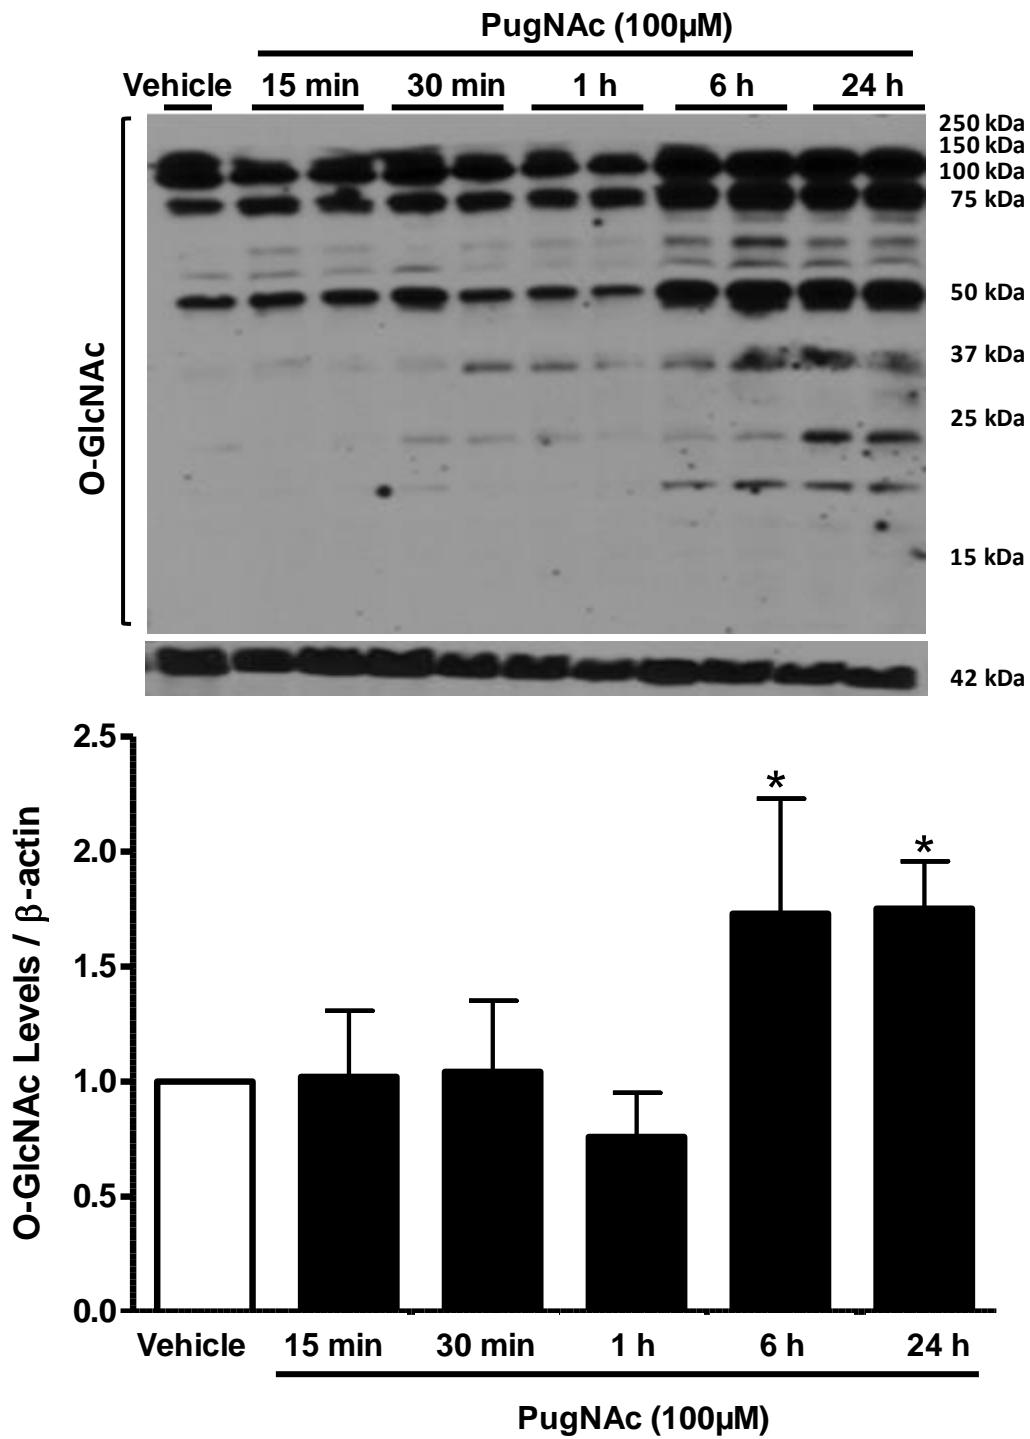 PugNAc (100µM)
Vehicle 15 min 30 min 1 h 6 h 24 h
250 kDa
150 kDa
100 kDa
75 kDa
50 kDa
37 kDa
25 kDa
15 kDa
O-GlcNAc
42 kDa
2.5
2.0
1.5
1.0
0.5
0.0
O-GlcNAc Levels / β-actin
*
*
Vehicle 15 min 30 min 1 h 6 h 24 h
PugNAc (100µM)